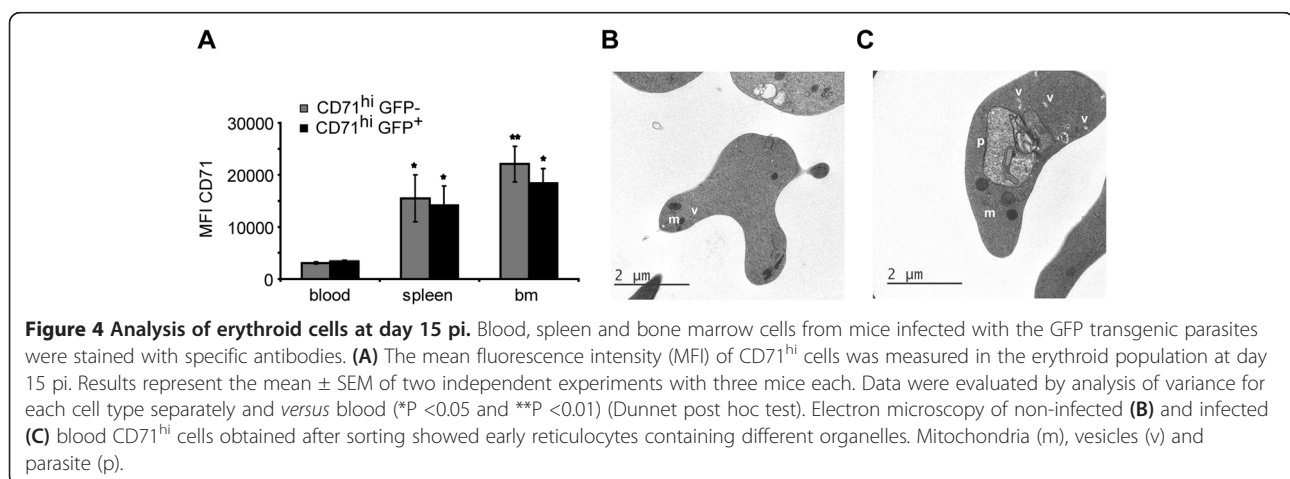 A
B
C
CD71hi GFP-
CD71hi GFP+
30000
20000
10000
0
MFI CD71
*
*
**
*
blood
spleen
bm
m
v
2 µm
v
v
v
p
m
2 µm
Figure 4 Analysis of erythroid cells at day 15 pi. Blood, spleen and bone marrow cells from mice infected with the GFP transgenic parasites
were stained with specific antibodies. (A) The mean fluorescence intensity (MFI) of CD71hi cells was measured in the erythroid population at day
15 pi. Results represent the mean ± SEM of two independent experiments with three mice each. Data were evaluated by analysis of variance for
each cell type separately and versus blood (*P <0.05 and **P <0.01) (Dunnet post hoc test). Electron microscopy of non-infected (B) and infected
(C) blood CD71hi cells obtained after sorting showed early reticulocytes containing different organelles. Mitochondria (m), vesicles (v) and
parasite (p).